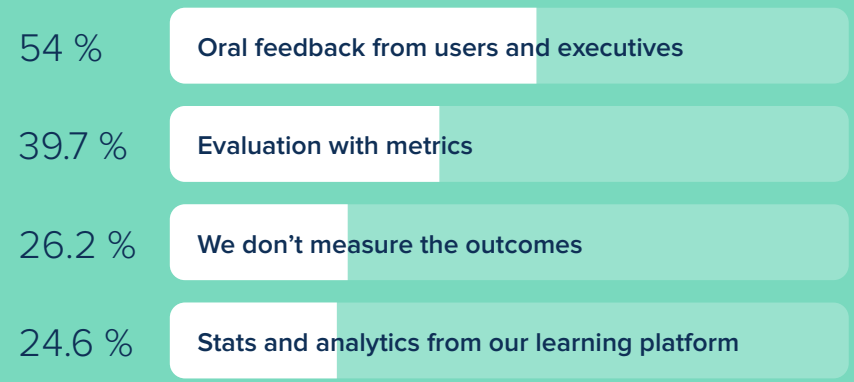 54 % Oral feedback from users and executives
39.7 % Evaluation with metrics
26.2 % We don’t measure the outcomes
24.6 % Stats and analytics from our learning platform